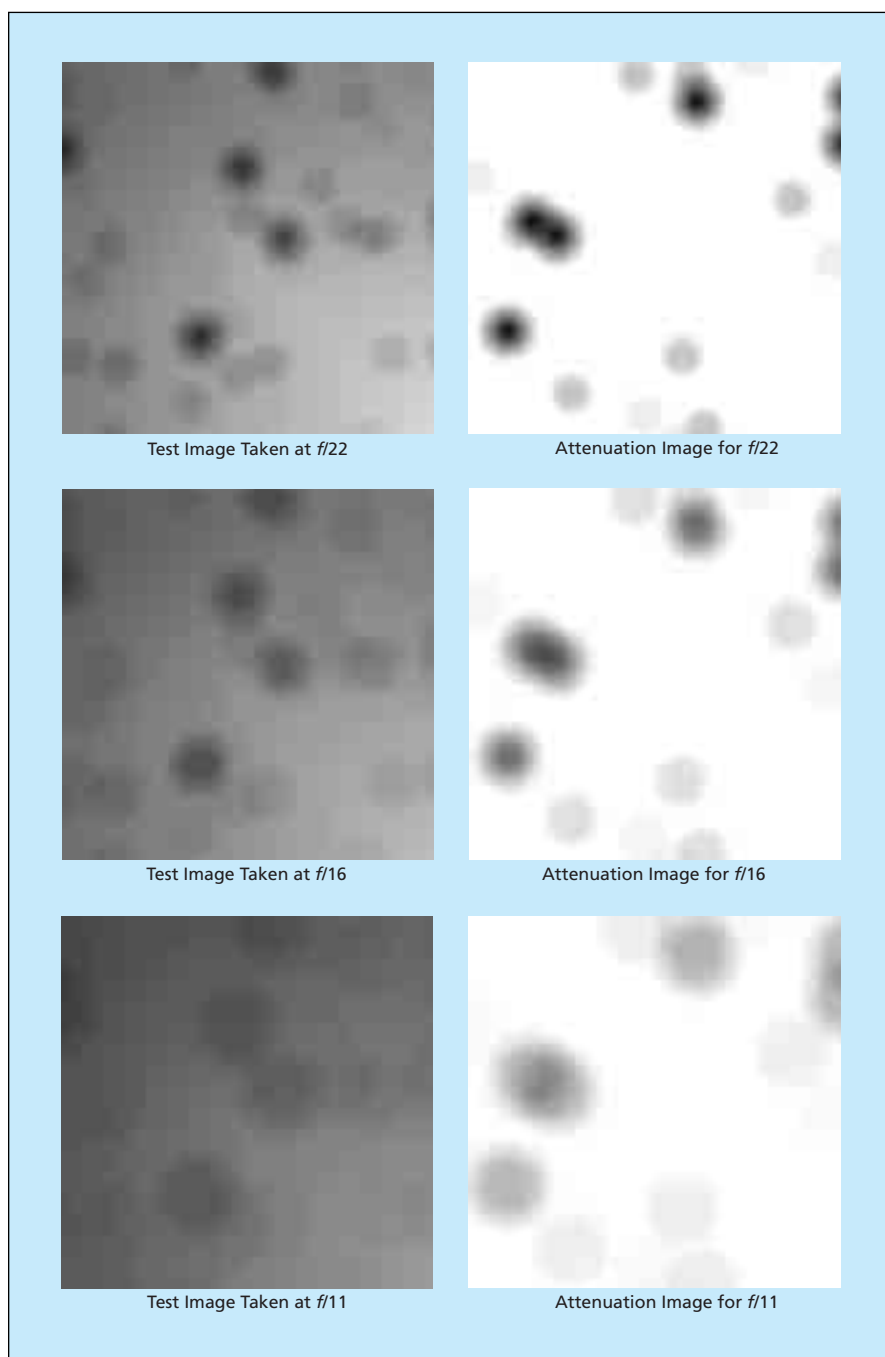 Test Image Taken at f/22
Attenuation Image for f/22
Test Image Taken at f/16
Attenuation Image for f/16
Test Image Taken at f/11
Attenuation Image for f/11